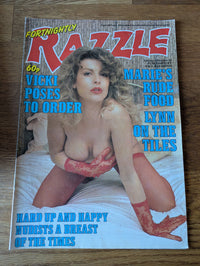 FORTNIGHTLY
RAZZLE
60p
VICKI
POSES
TO ORDER
MARIE'S
RUDE
FOOD
LYNN
ON THE
TILES
HARD UP AND HAPPY
NUDISTS A BREAST
OF THE TIMES